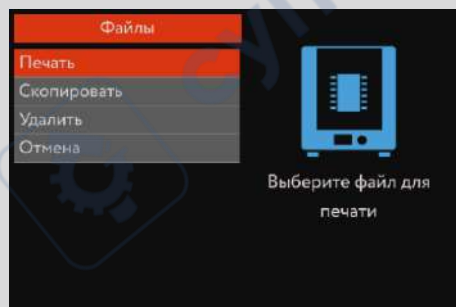 Файлы
Печать
Скопировать
Удалить
Отмена
Выберите файл для
печати